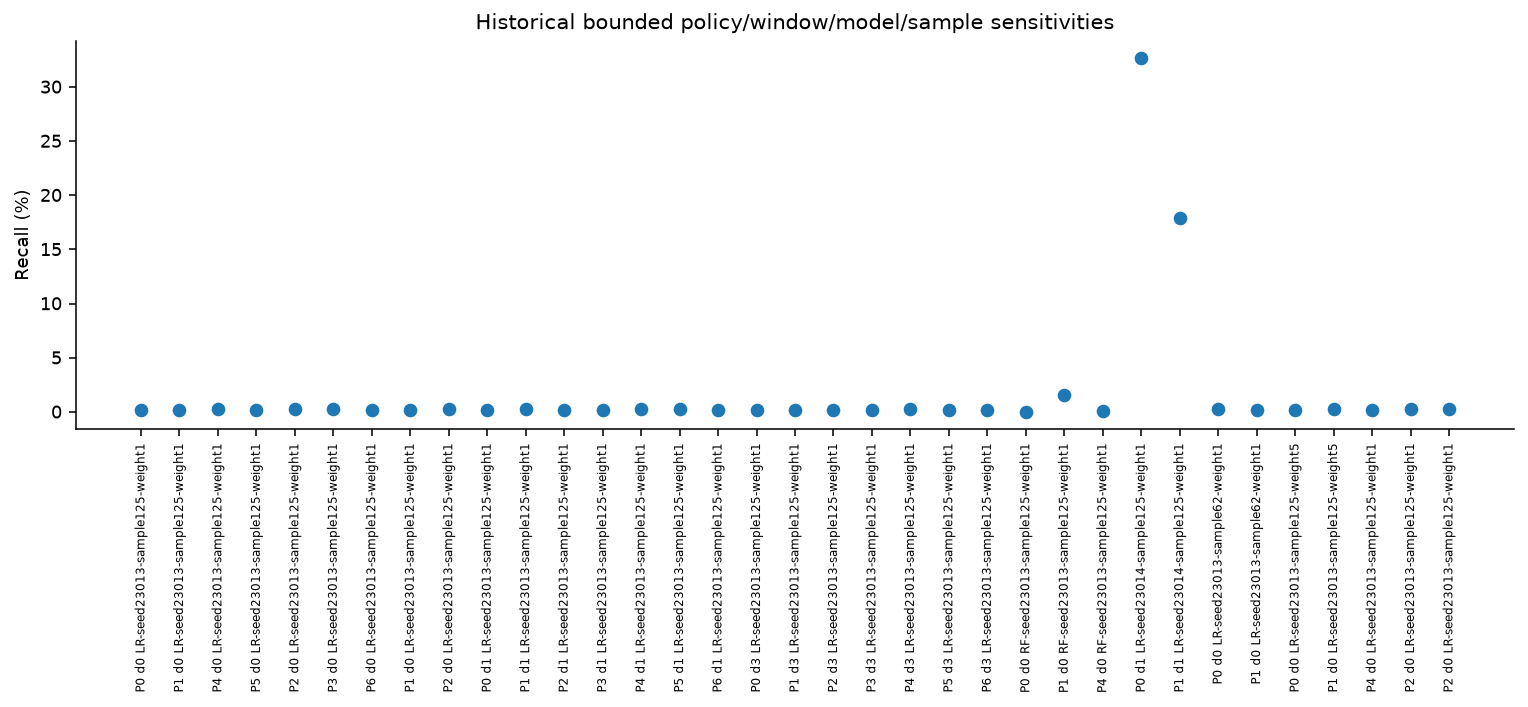 Historical bounded policy/window/model/sample sensitivities
Recall (%)
30
25
20
15
10
5
0
P0 d0 LR-seed23013-sample125-weight1
P1 d0 LR-seed23013-sample125-weight1
P4 d0 LR-seed23013-sample125-weight1
P5 d0 LR-seed23013-sample125-weight1
P2 d0 LR-seed23013-sample125-weight1
P3 d0 LR-seed23013-sample125-weight1
P6 d0 LR-seed23013-sample125-weight1
P1 d0 LR-seed23013-sample125-weight1
P2 d0 LR-seed23013-sample125-weight1
P0 d1 LR-seed23013-sample125-weight1
P1 d1 LR-seed23013-sample125-weight1
P2 d1 LR-seed23013-sample125-weight1
P3 d1 LR-seed23013-sample125-weight1
P4 d1 LR-seed23013-sample125-weight1
P5 d1 LR-seed23013-sample125-weight1
P6 d1 LR-seed23013-sample125-weight1
P0 d3 LR-seed23013-sample125-weight1
P1 d3 LR-seed23013-sample125-weight1
P2 d3 LR-seed23013-sample125-weight1
P3 d3 LR-seed23013-sample125-weight1
P4 d3 LR-seed23013-sample125-weight1
P5 d3 LR-seed23013-sample125-weight1
P6 d3 LR-seed23013-sample125-weight1
P0 d0 RF-seed23013-sample125-weight1
P1 d0 RF-seed23013-sample125-weight1
P4 d0 RF-seed23013-sample125-weight1
P0 d1 LR-seed23014-sample125-weight1
P1 d1 LR-seed23014-sample125-weight1
P0 d0 LR-seed23013-sample62-weight1
P1 d0 LR-seed23013-sample62-weight1
P0 d0 LR-seed23013-sample125-weight5
P1 d0 LR-seed23013-sample125-weight5
P4 d0 LR-seed23013-sample125-weight1
P2 d0 LR-seed23013-sample125-weight1
P2 d0 LR-seed23013-sample125-weight1